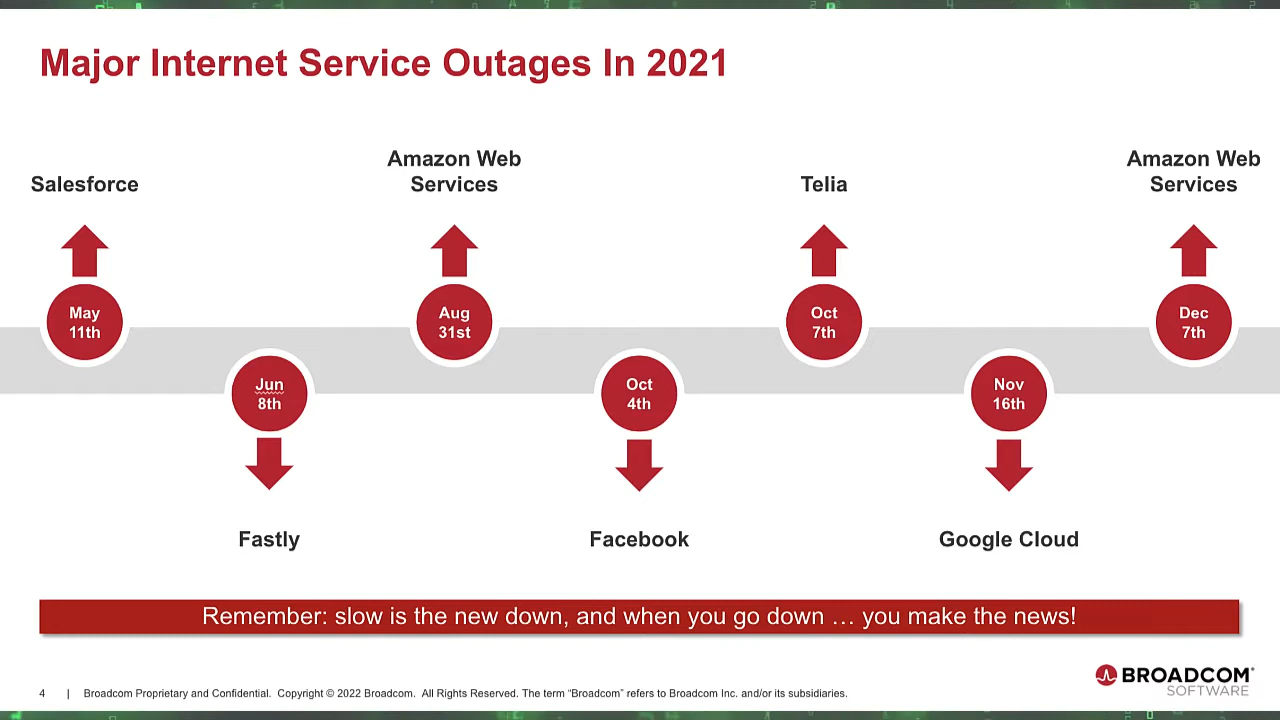 Major Internet Service Outages In 2021
Salesforce
Amazon Web
Services
Telia
Amazon Web
Services
May
11th
Jun
8th
Aug
31st
Oct
4th
Oct
7th
Nov
16th
Dec
7th
Fastly
Facebook
Google Cloud
Remember: slow is the new down, and when you go down … you make the news!
4 | Broadcom Proprietary and Confidential. Copyright © 2022 Broadcom. All Rights Reserved. The term “Broadcom” refers to Broadcom Inc. and/or its subsidiaries.
BROADCOM®
SOFTWARE